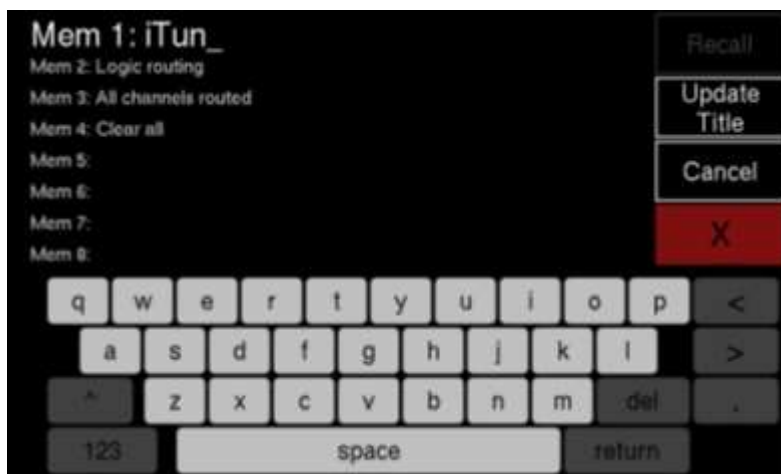 Mem 1: iTun_
Recall
Mem 2: Logic routing
Mem 3: All channels routed
Update
Title
Mem 4: Clear all
Mem 5:
Cancel
Mem 6:
Mem 7:
X
Mem 8:
q w e r t y u i o p <
a s d f g h j k l >
^ z x c v b n m del .
123 space return